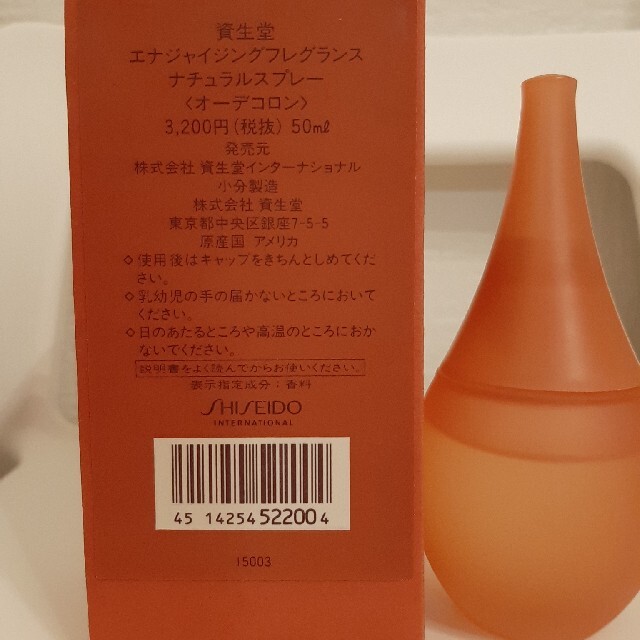 資生堂
エナジャイジングフレグランス
ナチュラルスプレー
〈オーデコロン〉
3,200円(税抜) 50ml
発売元
株式会社 資生堂インターナショナル
小分製造
株式会社 資生堂
東京都中央区銀座7-5-5
原産国 アメリカ
◇使用後はキャップをきちんとしめてくだ
さい。
◇乳幼児の手の届かないところにおいて
ください。
◇日のあたるところや高温のところにおか
ないでください。
説明書をよく読んでからお使いください。
表示指定成分:香料
SHISEIDO
INTERNATIONAL
45 14254 522004
15003